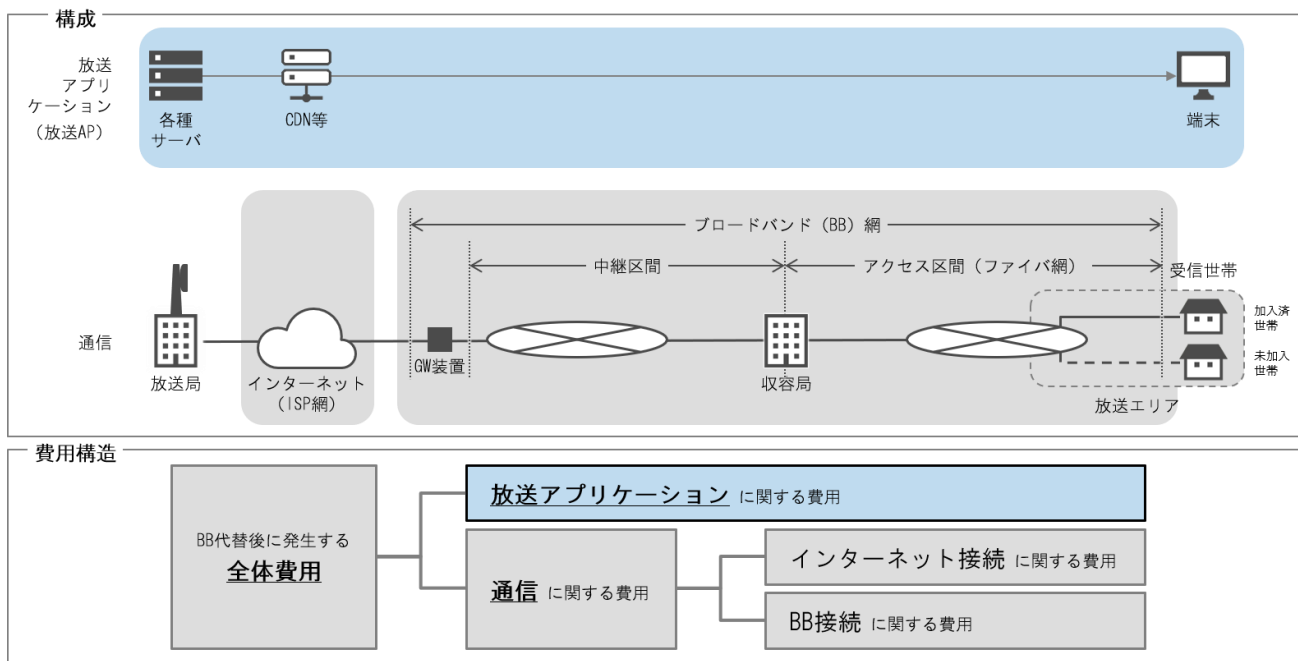 構成
放送
アプリ
ケーション
（放送AP）
各種
サーバ
CDN等
端末
ブロードバンド（BB）網
中継区間
アクセス区間（ファイバ網）
受信世帯
加入済
世帯
通信
未加入
世帯
GW装置
放送局
インターネット
（ISP網）
収容局
放送エリア
費用構造
放送アプリケーション に関する費用
BB代替後に発生する
全体費用
インターネット接続 に関する費用
通信 に関する費用
BB接続 に関する費用